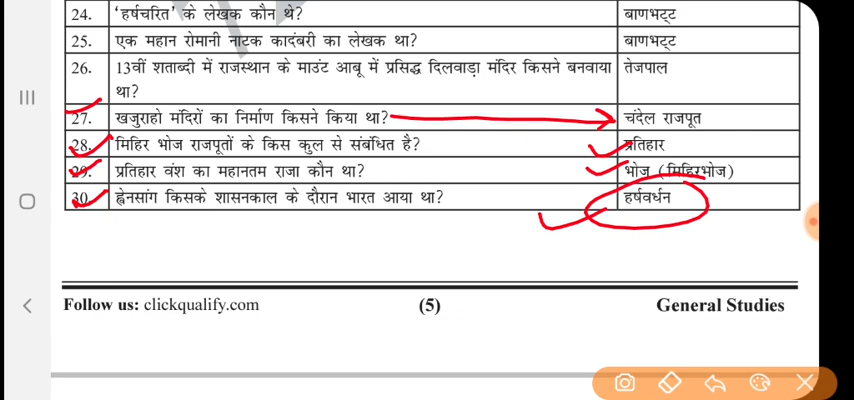 24. 'हर्षचरित' के लेखक कौन थे? बाणभट्ट
25. एक महान रोमानी नाटक कादंबरी का लेखक था? बाणभट्ट
26. 13वीं शताब्दी में राजस्थान के माउंट आबू में प्रसिद्ध दिलवाड़ा मंदिर किसने बनवाया तेजपाल
था?
27. खजुराहो मंदिरों का निर्माण किसने किया था? चंदेल राजपूत
28. मिहिर भोज राजपूतों के किस कुल से संबंधित है? प्रतिहार
29. प्रतिहार वंश का महानतम राजा कौन था? भोज (मिहिरभोज)
30. ह्वेनसांग किसके शासनकाल के दौरान भारत आया था? हर्षवर्धन
Follow us: clickqualify.com (5) General Studies